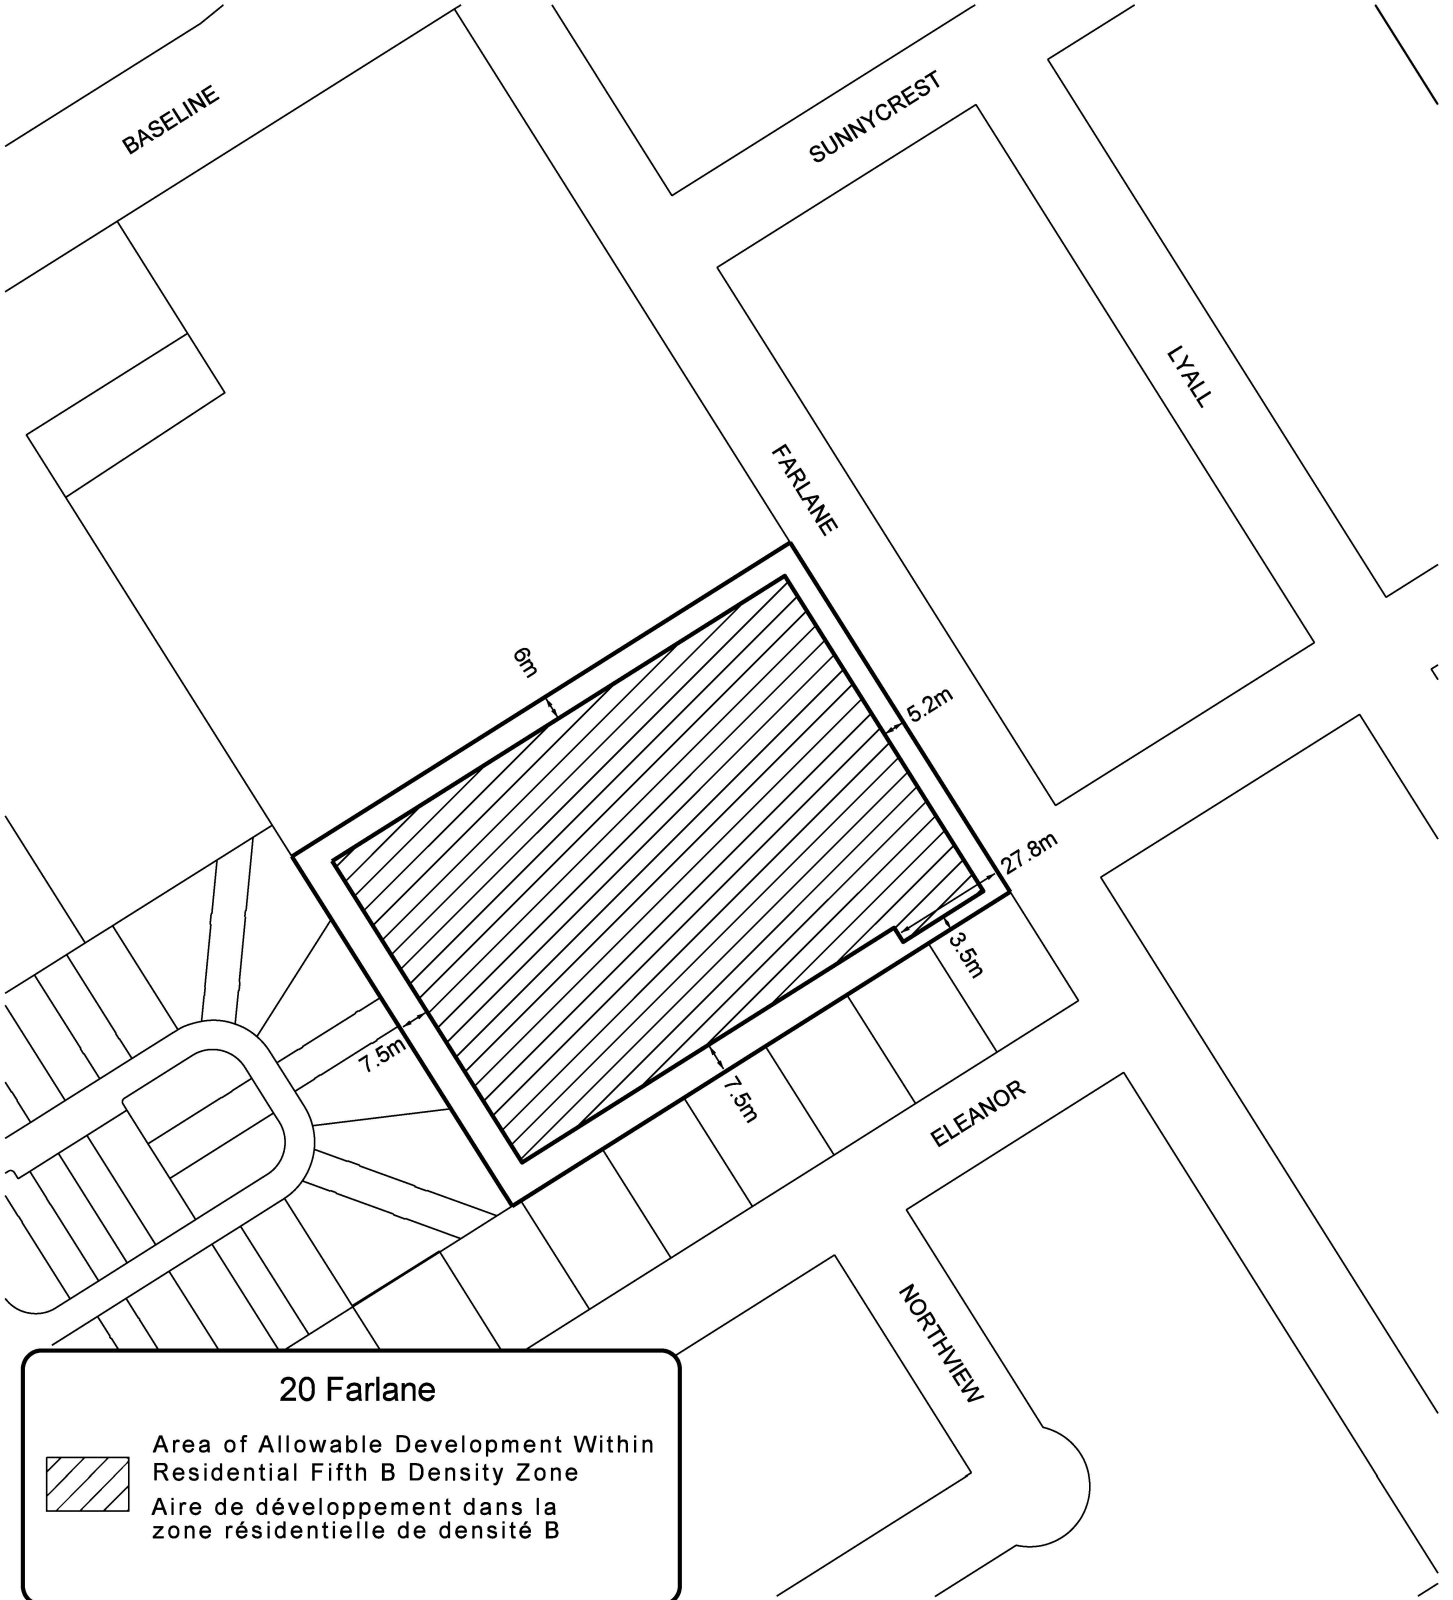 BASELINE
SUNNYCREST
LYALL
FARLANE
6m
5.2m
27.8m
3.5m
7.5m
7.5m
ELEANOR
NORTHVIEW
20 Farlane
Area of Allowable Development Within
Residential Fifth B Density Zone
Aire de développement dans la
zone résidentielle de densité B